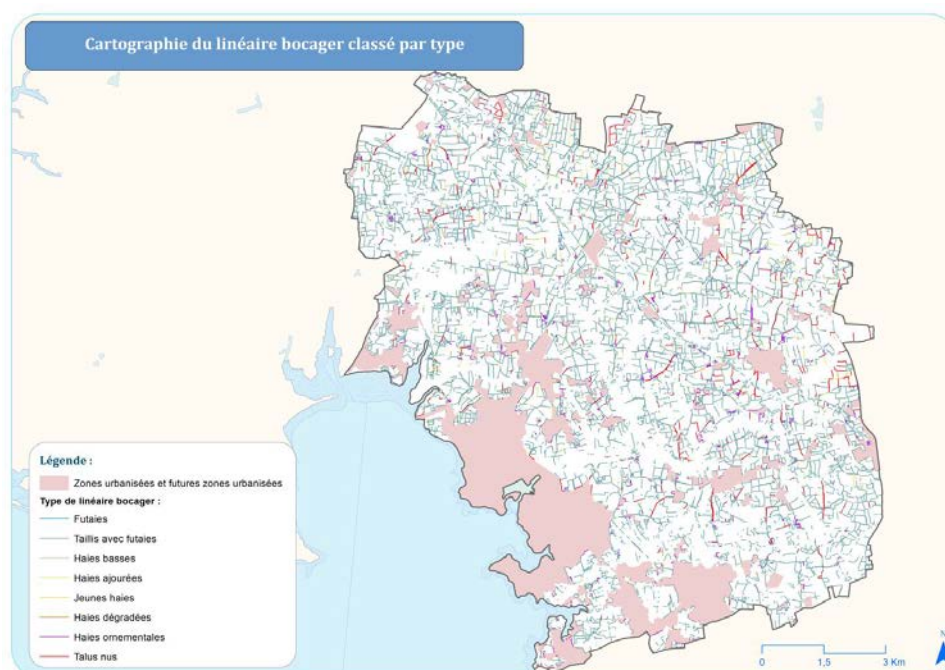 Cartographie du linéaire bocager classé par type
Légende :
Zones urbanisées et futures zones urbanisées
Type de linéaire bocager :
Futaies
Taillis avec futaies
Haies basses
Haies ajourées
Jeunes haies
Haies dégradées
Haies ornementales
Talus nus
N
0 1,5 3 Km